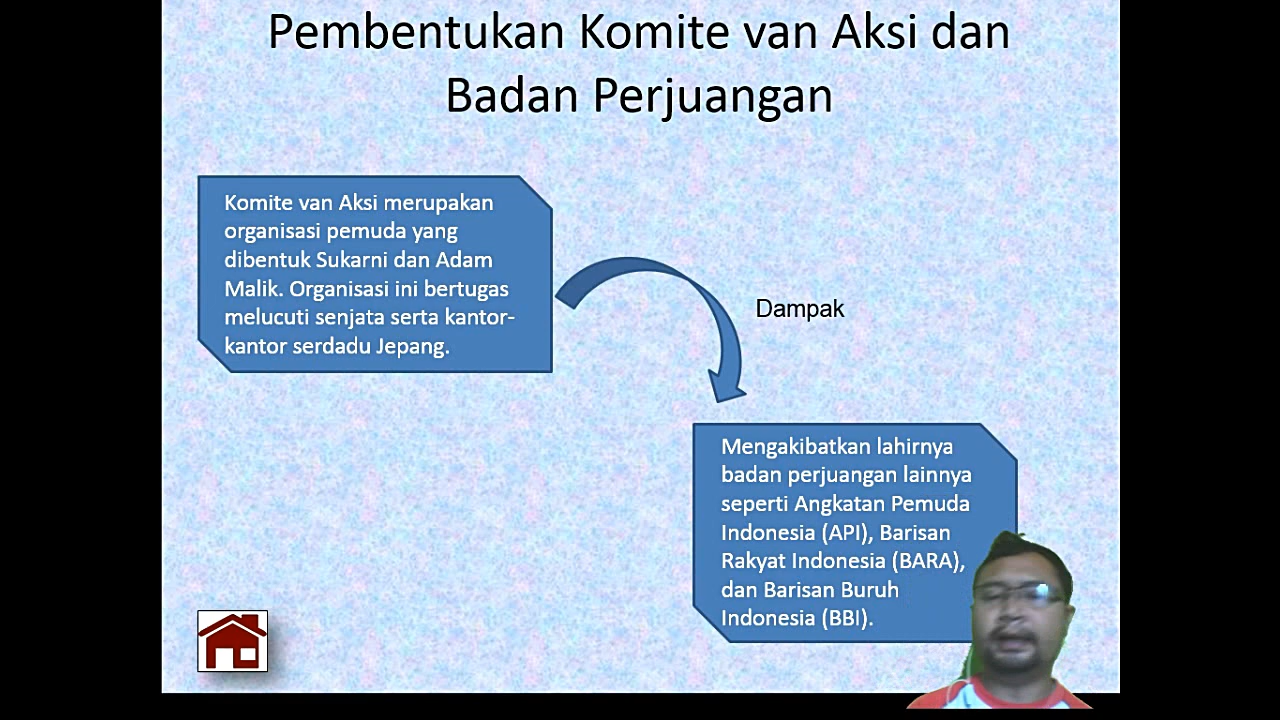 Pembentukan Komite van Aksi dan
Badan Perjuangan
Komite van Aksi merupakan
organisasi pemuda yang
dibentuk Sukarni dan Adam
Malik. Organisasi ini bertugas
melucuti senjata serta kantor-
kantor serdadu Jepang.
Dampak
Mengakibatkan lahirnya
badan perjuangan lainnya
seperti Angkatan Pemuda
Indonesia (API), Barisan
Rakyat Indonesia (BARA),
dan Barisan Buruh
Indonesia (BBI).